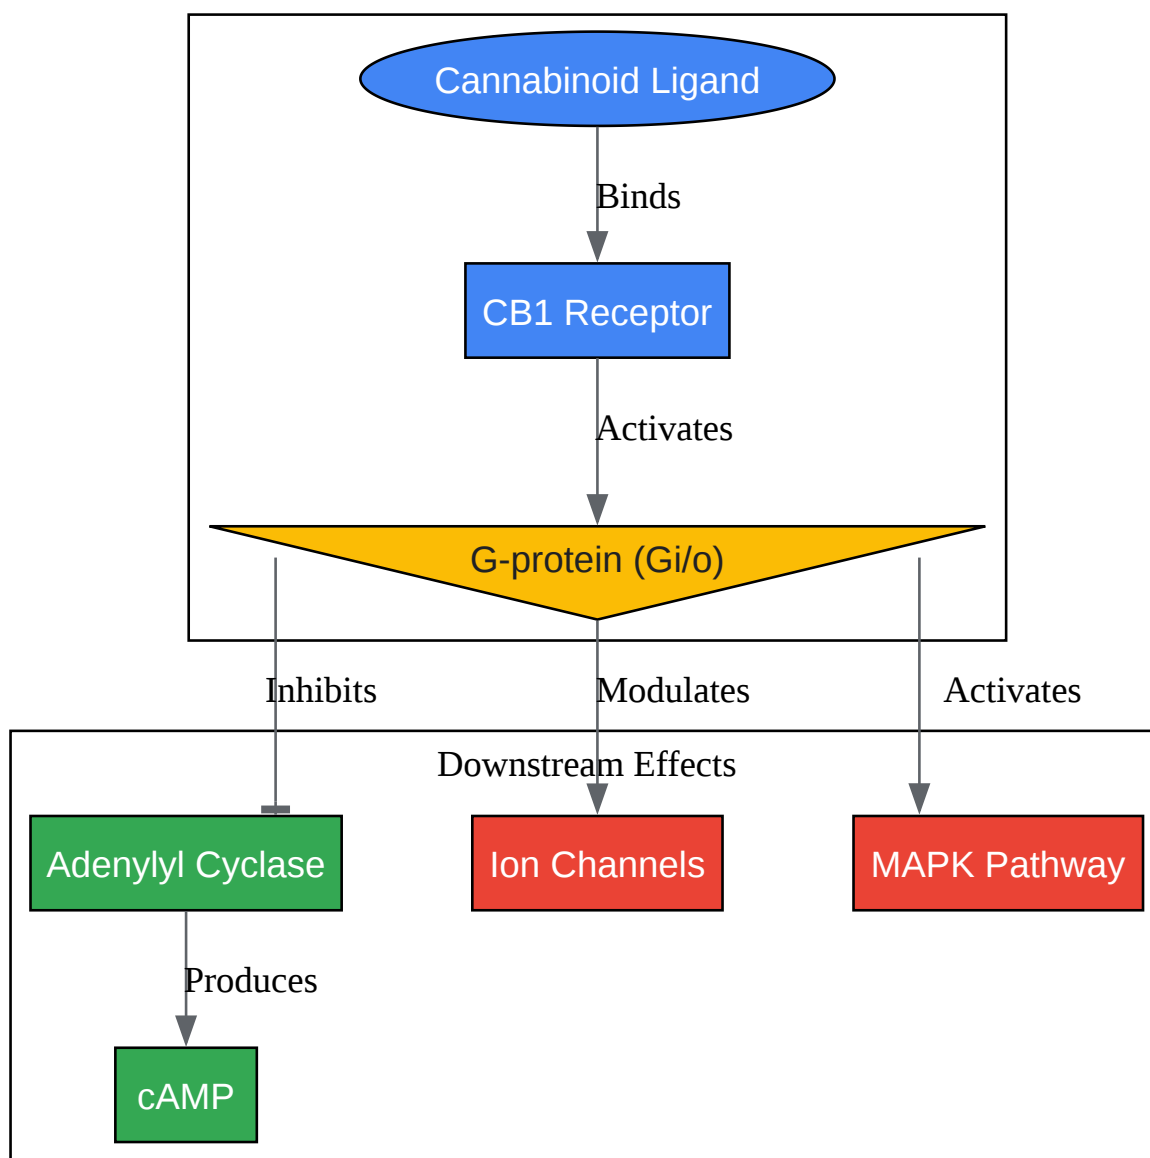 Cannabinoid Ligand
Binds
CB1 Receptor
Activates
G-protein (Gi/o)
Inhibits
Modulates
Activates
Downstream Effects
Adenylyl Cyclase
Ion Channels
MAPK Pathway
Produces
cAMP